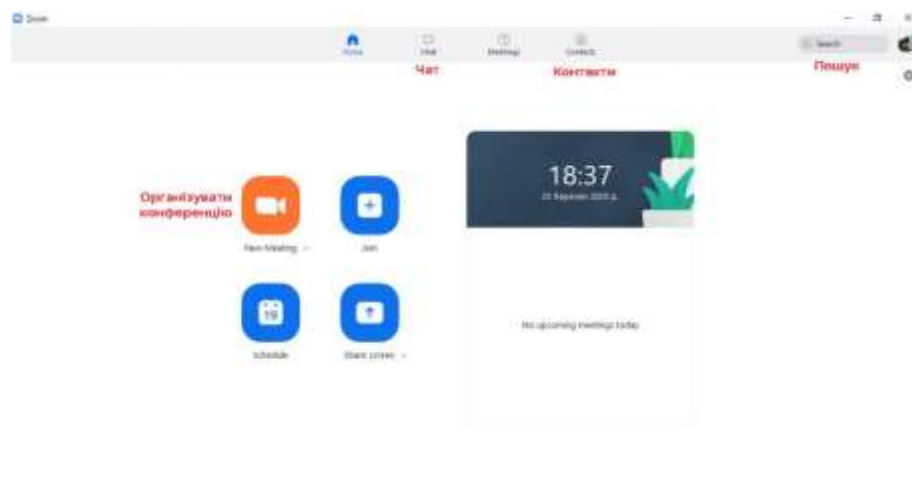 Zoom
Home
Chat
Meetings
Contacts
Search
Чат
Контакти
Пошук
18:37
Організувати
конференцію
New Meeting
Join
19
Schedule
Share screen
No upcoming meetings today